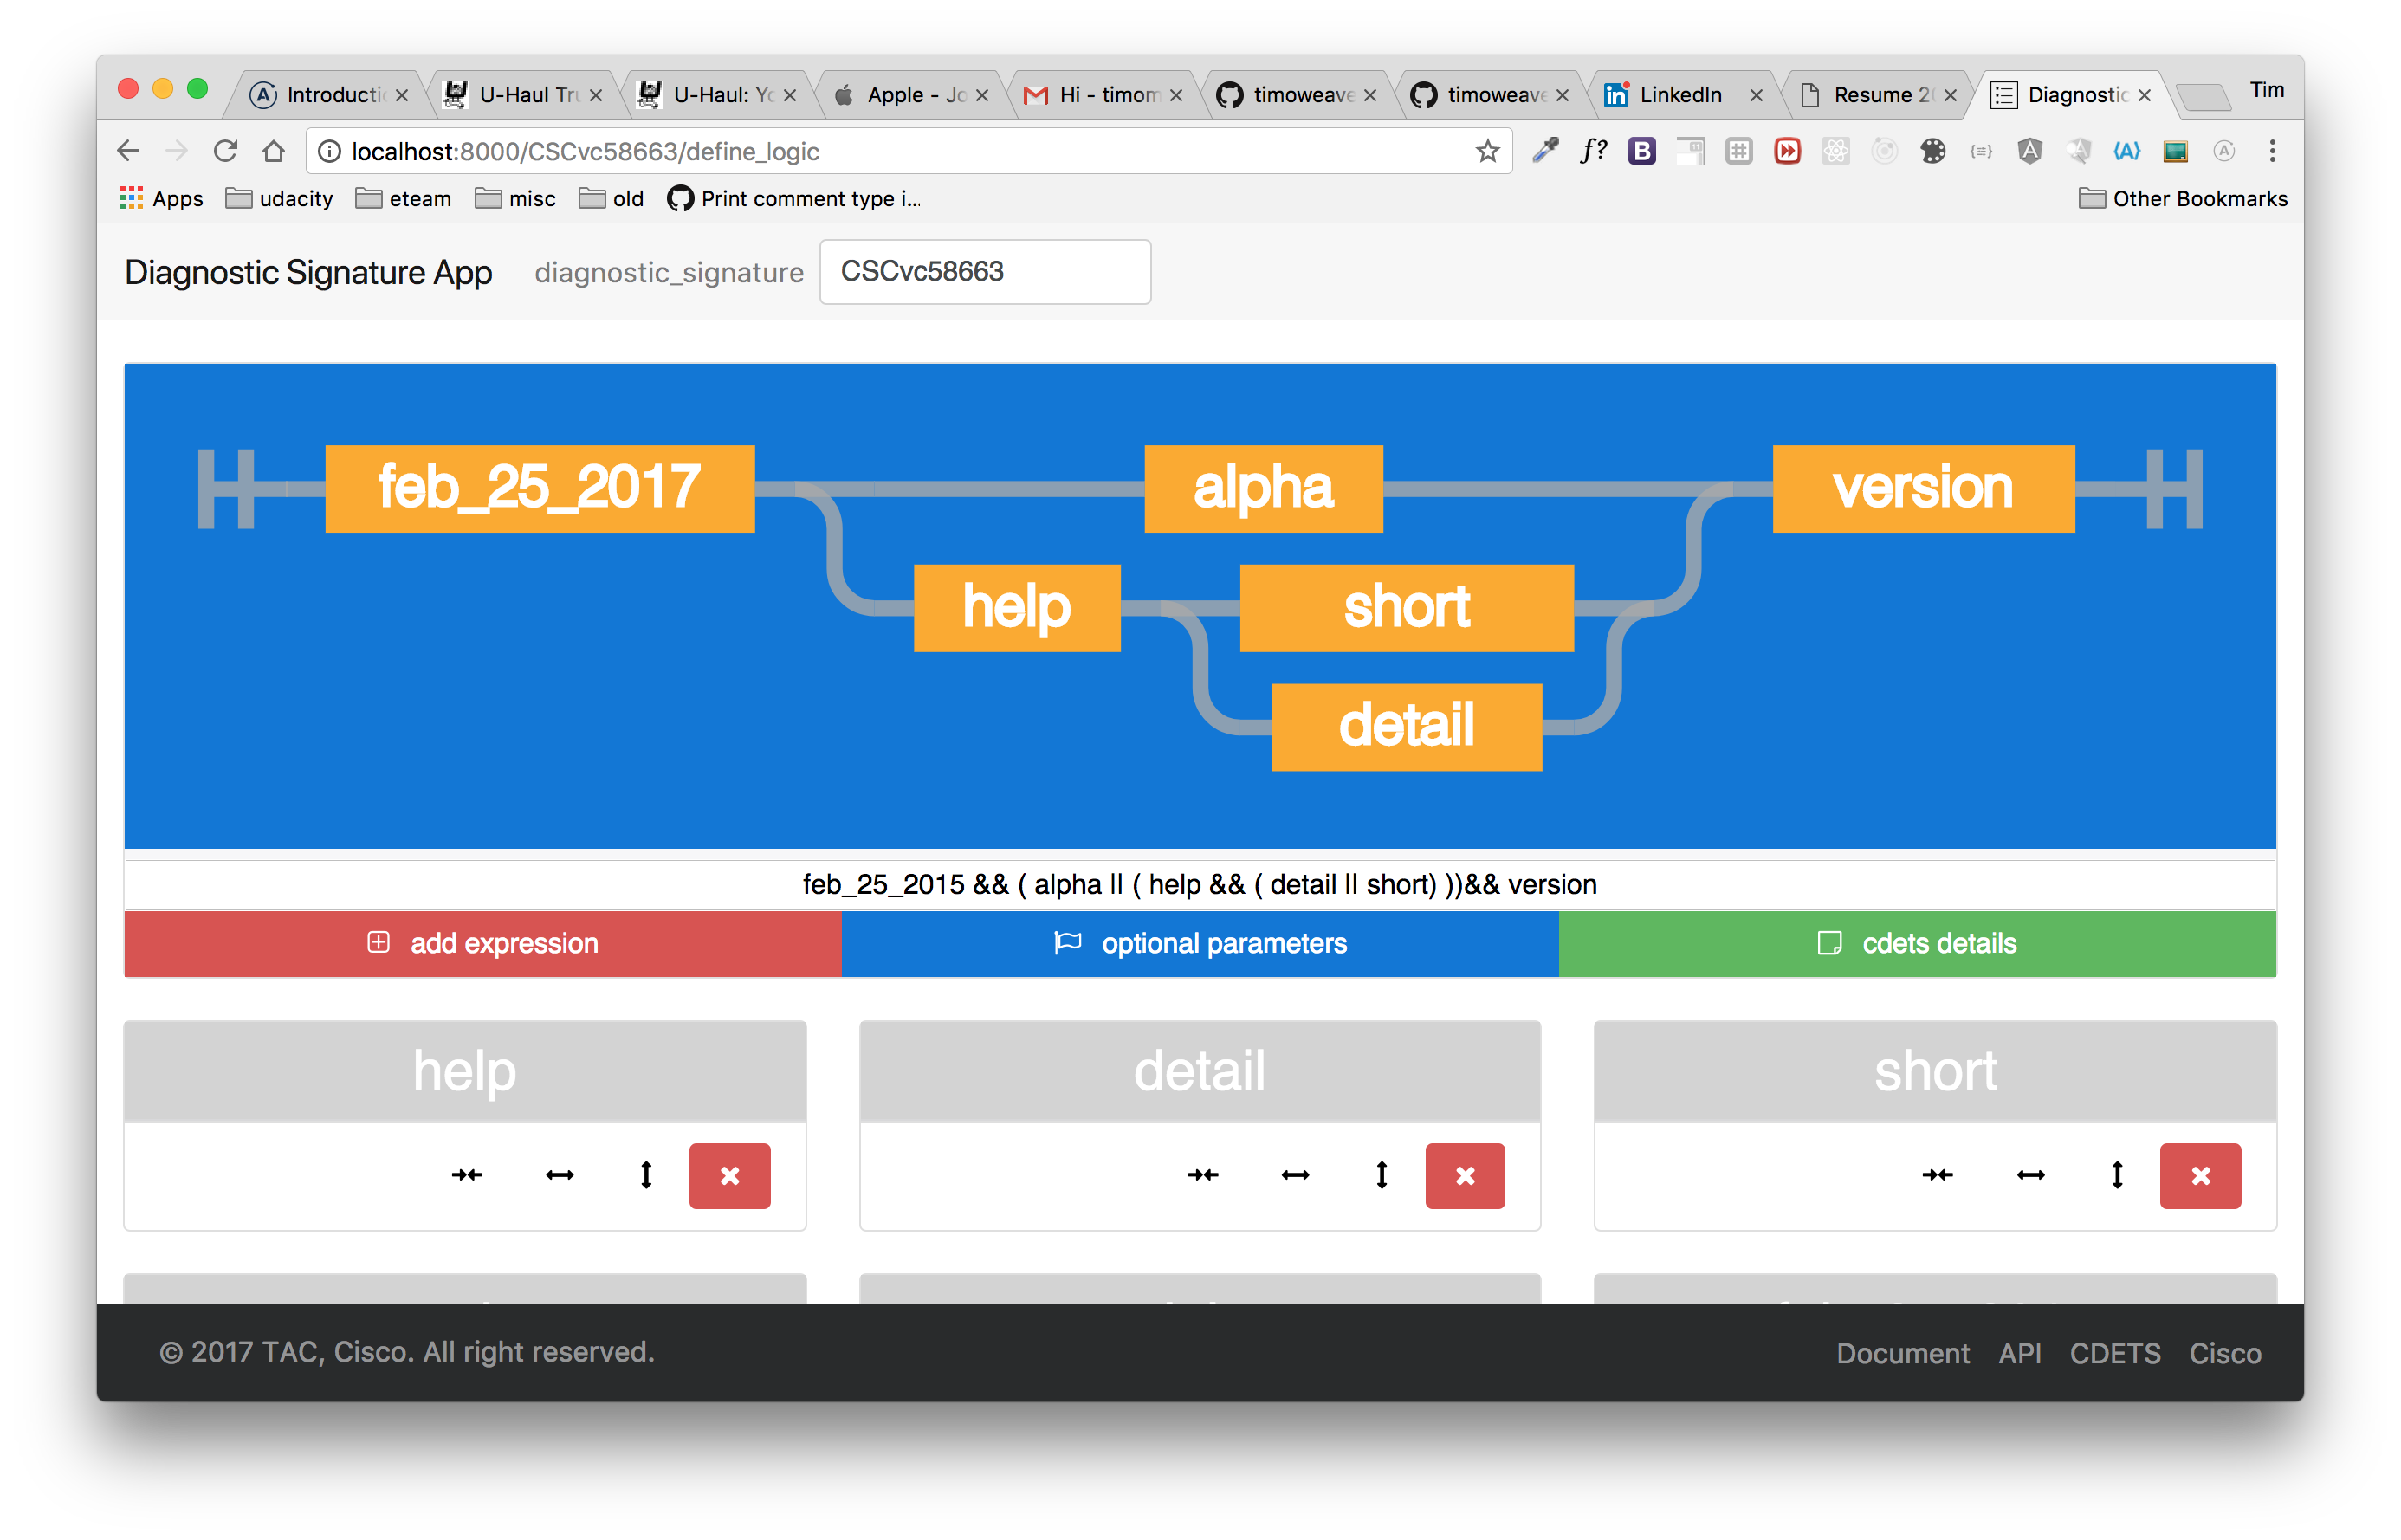 Introducti
U-Haul Tru
U-Haul: Yo
Apple - Jo
Hi - timom
timoweave
timoweave
LinkedIn
Resume 20
Diagnostic
Tim
localhost:8000/CSCvc58663/define_logic
Apps
udacity
eteam
misc
old
Print comment type i...
Other Bookmarks
Diagnostic Signature App
diagnostic_signature
CSCvc58663
feb_25_2017
alpha
version
help
short
detail
feb_25_2015 && ( alpha || ( help && ( detail || short) ))&& version
add expression
optional parameters
cdets details
help
detail
short
© 2017 TAC, Cisco. All right reserved.
Document
API
CDETS
Cisco